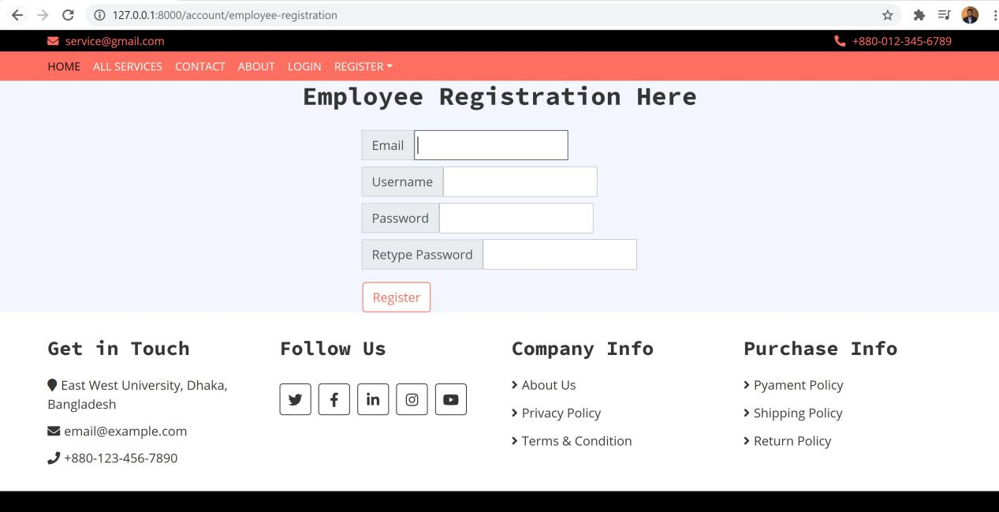 127.0.0.1:8000/account/employee-registration
service@gmail.com +880-012-345-6789
HOME ALL SERVICES CONTACT ABOUT LOGIN REGISTER
Employee Registration Here
Email
Username
Password
Retype Password
Register
Get in Touch
East West University, Dhaka,
Bangladesh
email@example.com
+880-123-456-7890
Follow Us
Company Info
About Us
Privacy Policy
Terms & Condition
Purchase Info
Pyament Policy
Shipping Policy
Return Policy